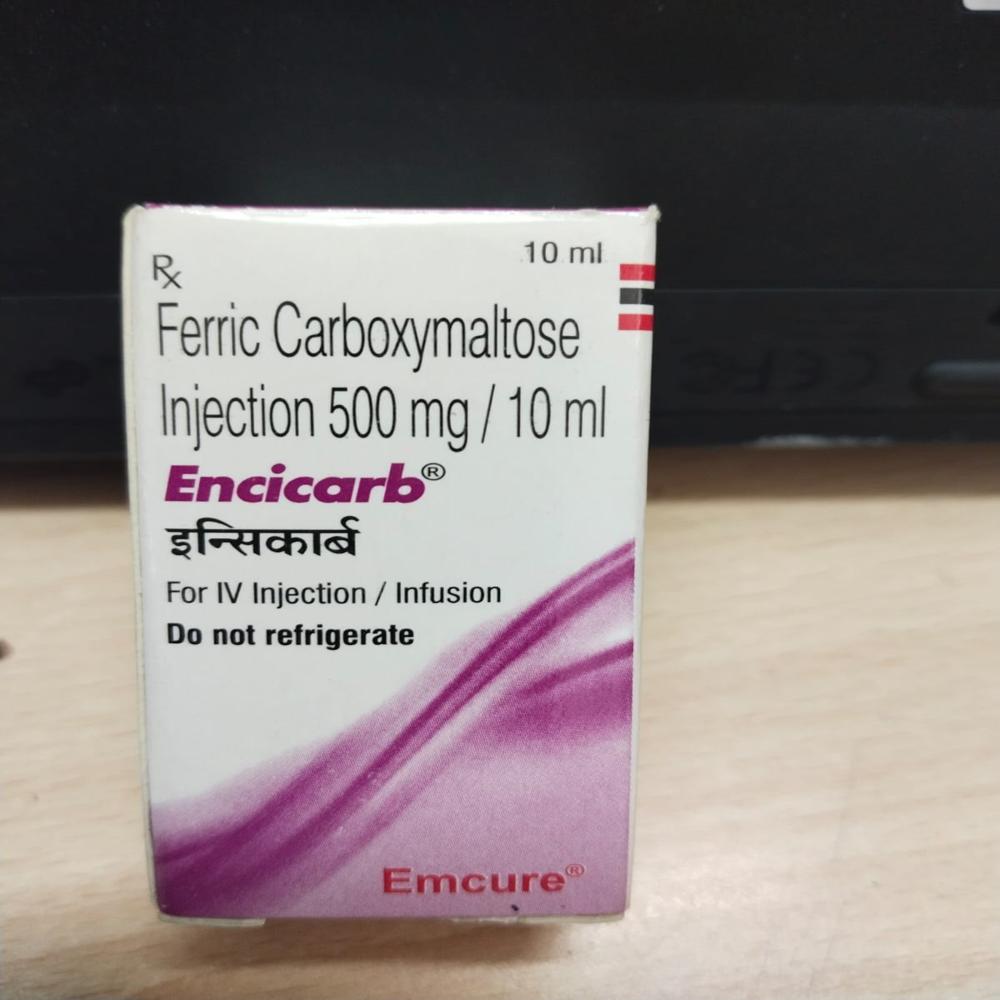 Rx
10 ml
Ferric Carboxymaltose
Injection 500 mg / 10 ml
Encicarb®
इन्सिकार्ब
For IV Injection / Infusion
Do not refrigerate
Emcure®